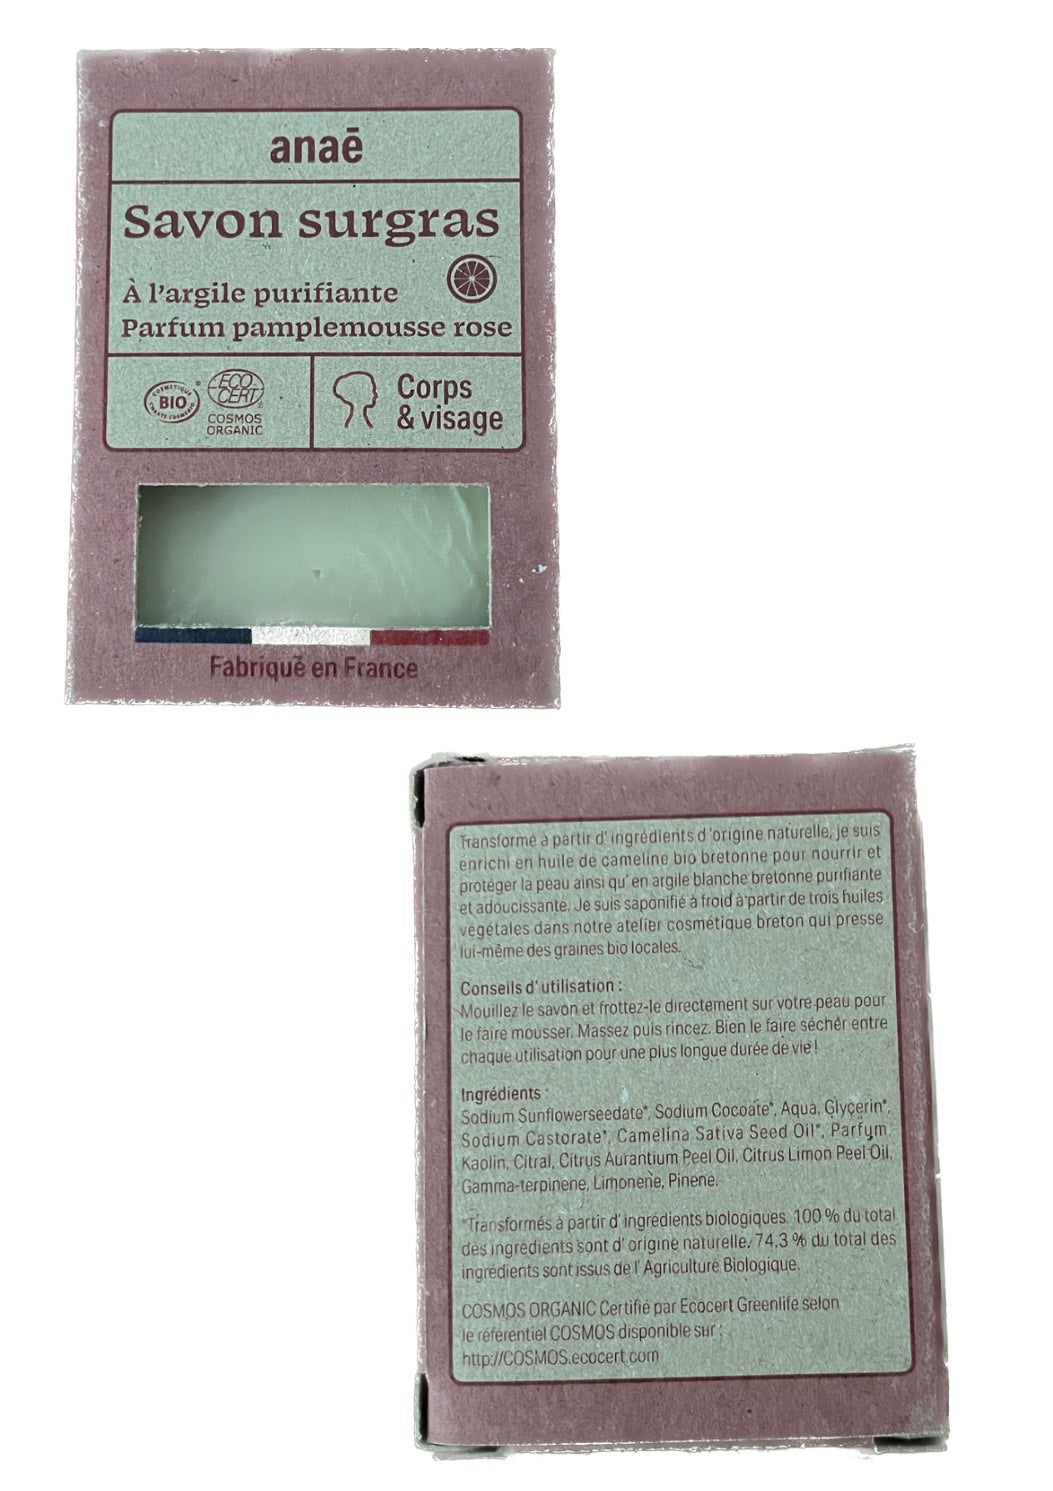 anaē
Savon surgras
À l'argile purifiante
Parfum pamplemousse rose
COSMETIQUE
BIO
CHARTE COSMEBIO
®
ECO
CERT
®
COSMOS
ORGANIC
Corps
& visage
Fabriqué en France
Transformé à partir d' ingrédients d 'origine naturelle, je suis
enrichi en huile de cameline bio bretonne pour nourrir et
protéger la peau ainsi qu' en argile blanche bretonne purifiante
et adoucissante. Je suis saponifié à froid à partir de trois huiles
végétales dans notre atelier cosmétique breton qui presse
lui-même des graines bio locales.
Conseils d' utilisation :
Mouillez le savon et frottez-le directement sur votre peau pour
le faire mousser. Massez puis rincez. Bien le faire sécher entre
chaque utilisation pour une plus longue durée de vie !
Ingrédients :
Sodium Sunflowerseedate*, Sodium Cocoate*, Aqua, Glycerin*,
Sodium Castorate*, Camelina Sativa Seed Oil*, Parfum,
Kaolin, Citral, Citrus Aurantium Peel Oil, Citrus Limon Peel Oil,
Gamma-terpinene, Limonene, Pinene.
*Transformés à partir d' ingrédients biologiques. 100 % du total
des ingrédients sont d' origine naturelle. 74,3 % du total des
ingrédients sont issus de l' Agriculture Biologique.
COSMOS ORGANIC Certifié par Ecocert Greenlife selon
le référentiel COSMOS disponible sur :
http://COSMOS.ecocert.com